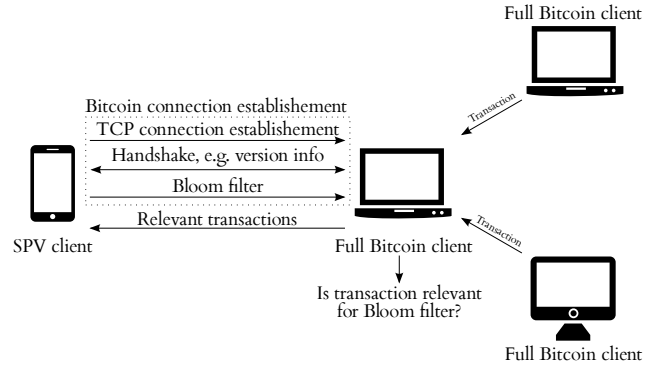 Full Bitcoin client
Transaction
Bitcoin connection establishement
TCP connection establishement
Handshake, e.g. version info
Bloom filter
Relevant transactions
SPV client
Full Bitcoin client
Transaction
Is transaction relevant
for Bloom filter?
Full Bitcoin client